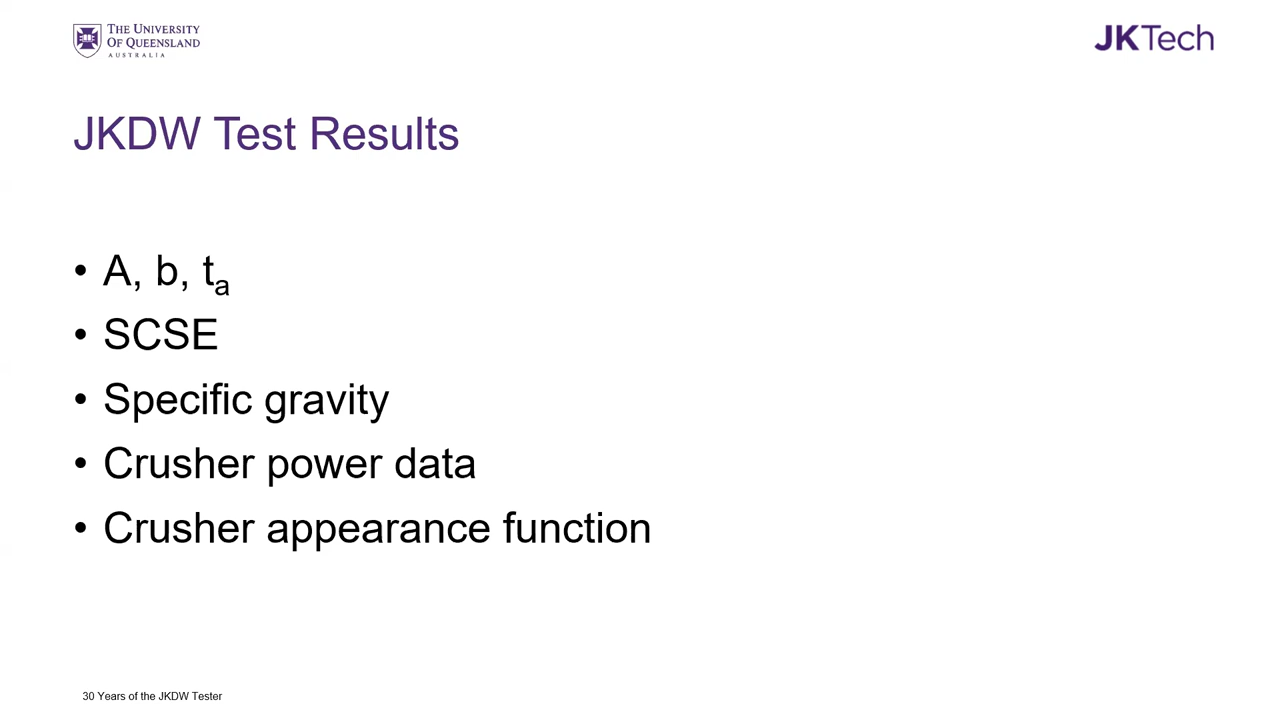 THE UNIVERSITY
OF QUEENSLAND
AUSTRALIA
JKTech
JKDW Test Results
• A, b, ta
• SCSE
• Specific gravity
• Crusher power data
• Crusher appearance function
30 Years of the JKDW Tester